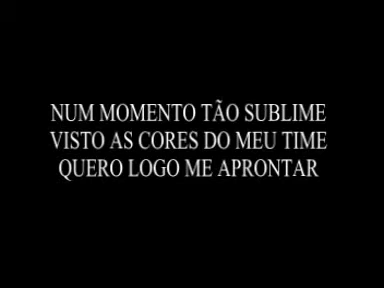 NUM MOMENTO TÃO SUBLIME
VISTO AS CORES DO MEU TIME
QUERO LOGO ME APRONTAR